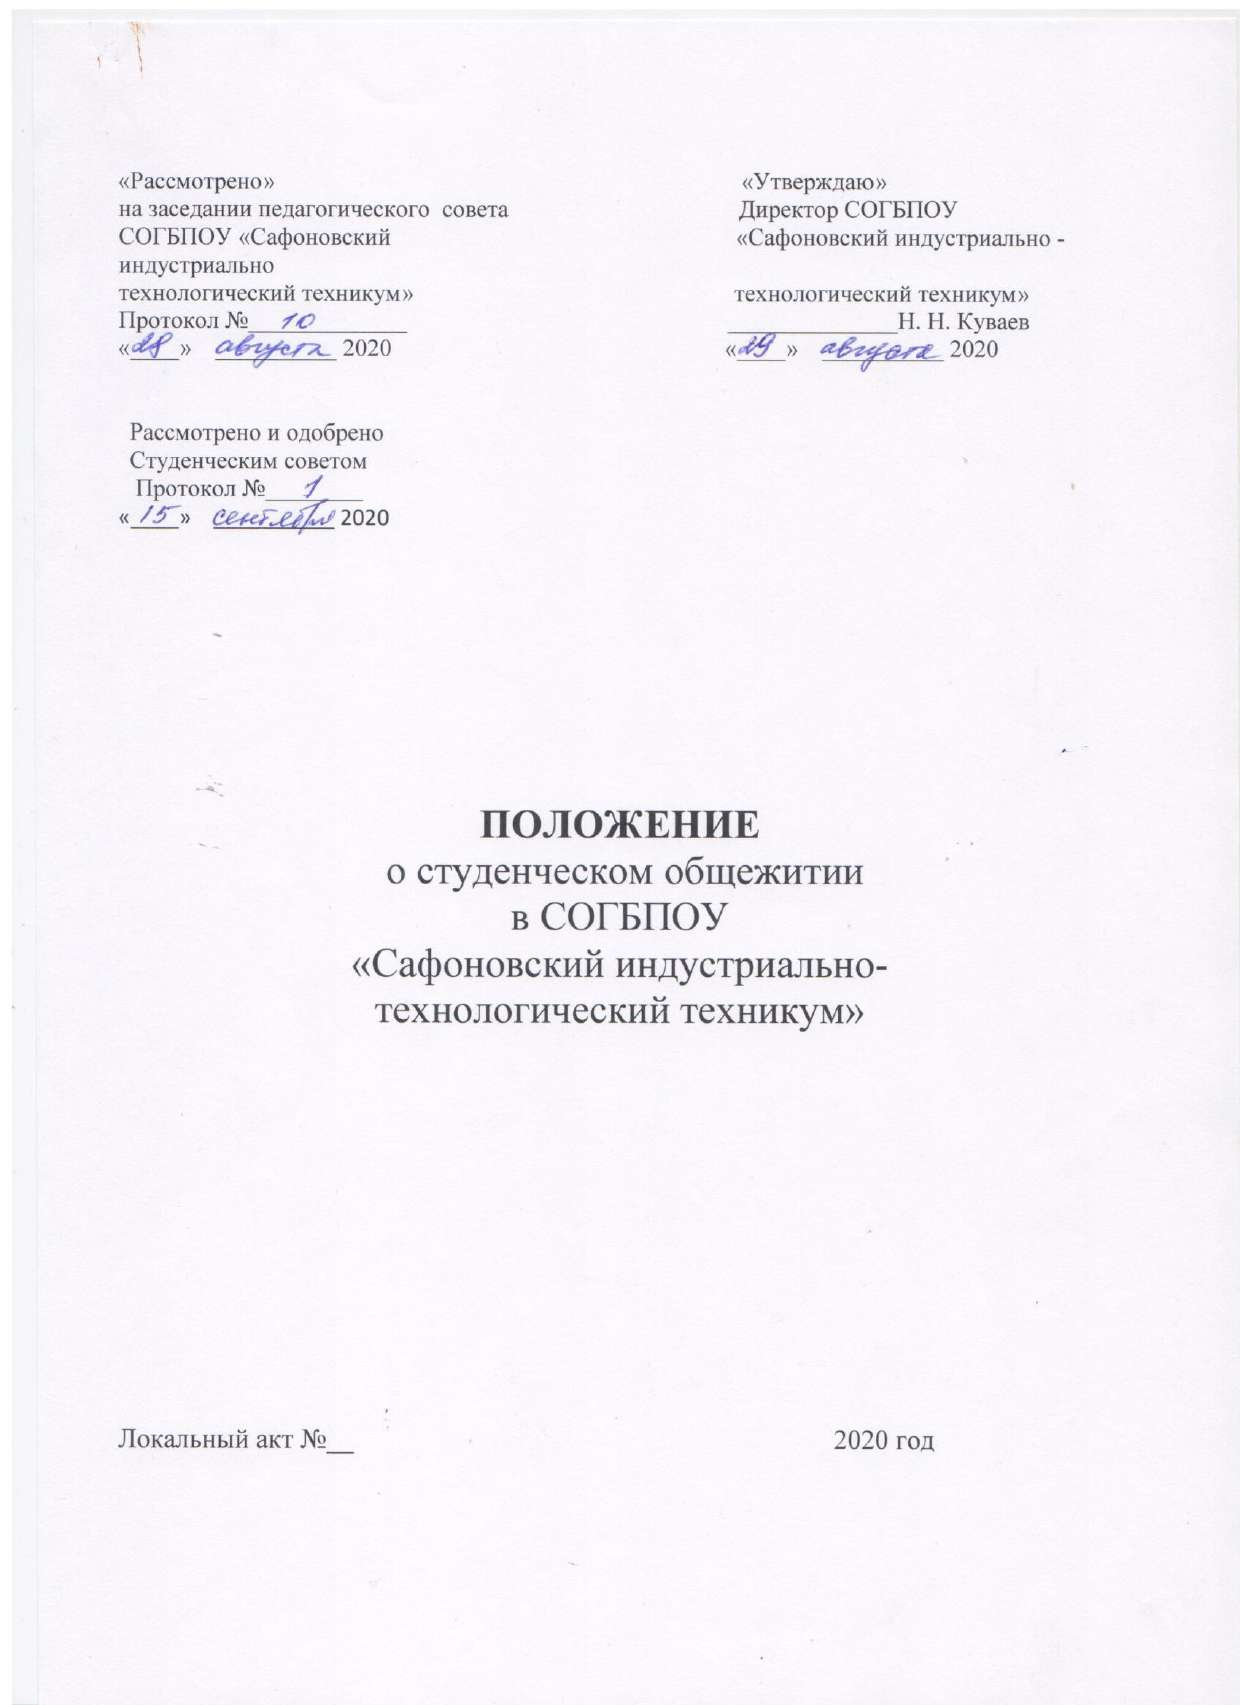 «Рассмотрено»
на заседании педагогического совета
СОГБПОУ «Сафоновский
индустриально
технологический техникум»
Протокол № 10
«28» августа 2020
«Утверждаю»
Директор СОГБПОУ
«Сафоновский индустриально -
технологический техникум»
______________Н. Н. Куваев
«29» августа 2020
Рассмотрено и одобрено
Студенческим советом
Протокол № 1
«15» сентября 2020
ПОЛОЖЕНИЕ
о студенческом общежитии
в СОГБПОУ
«Сафоновский индустриально-
технологический техникум»
Локальный акт №__ 2020 год